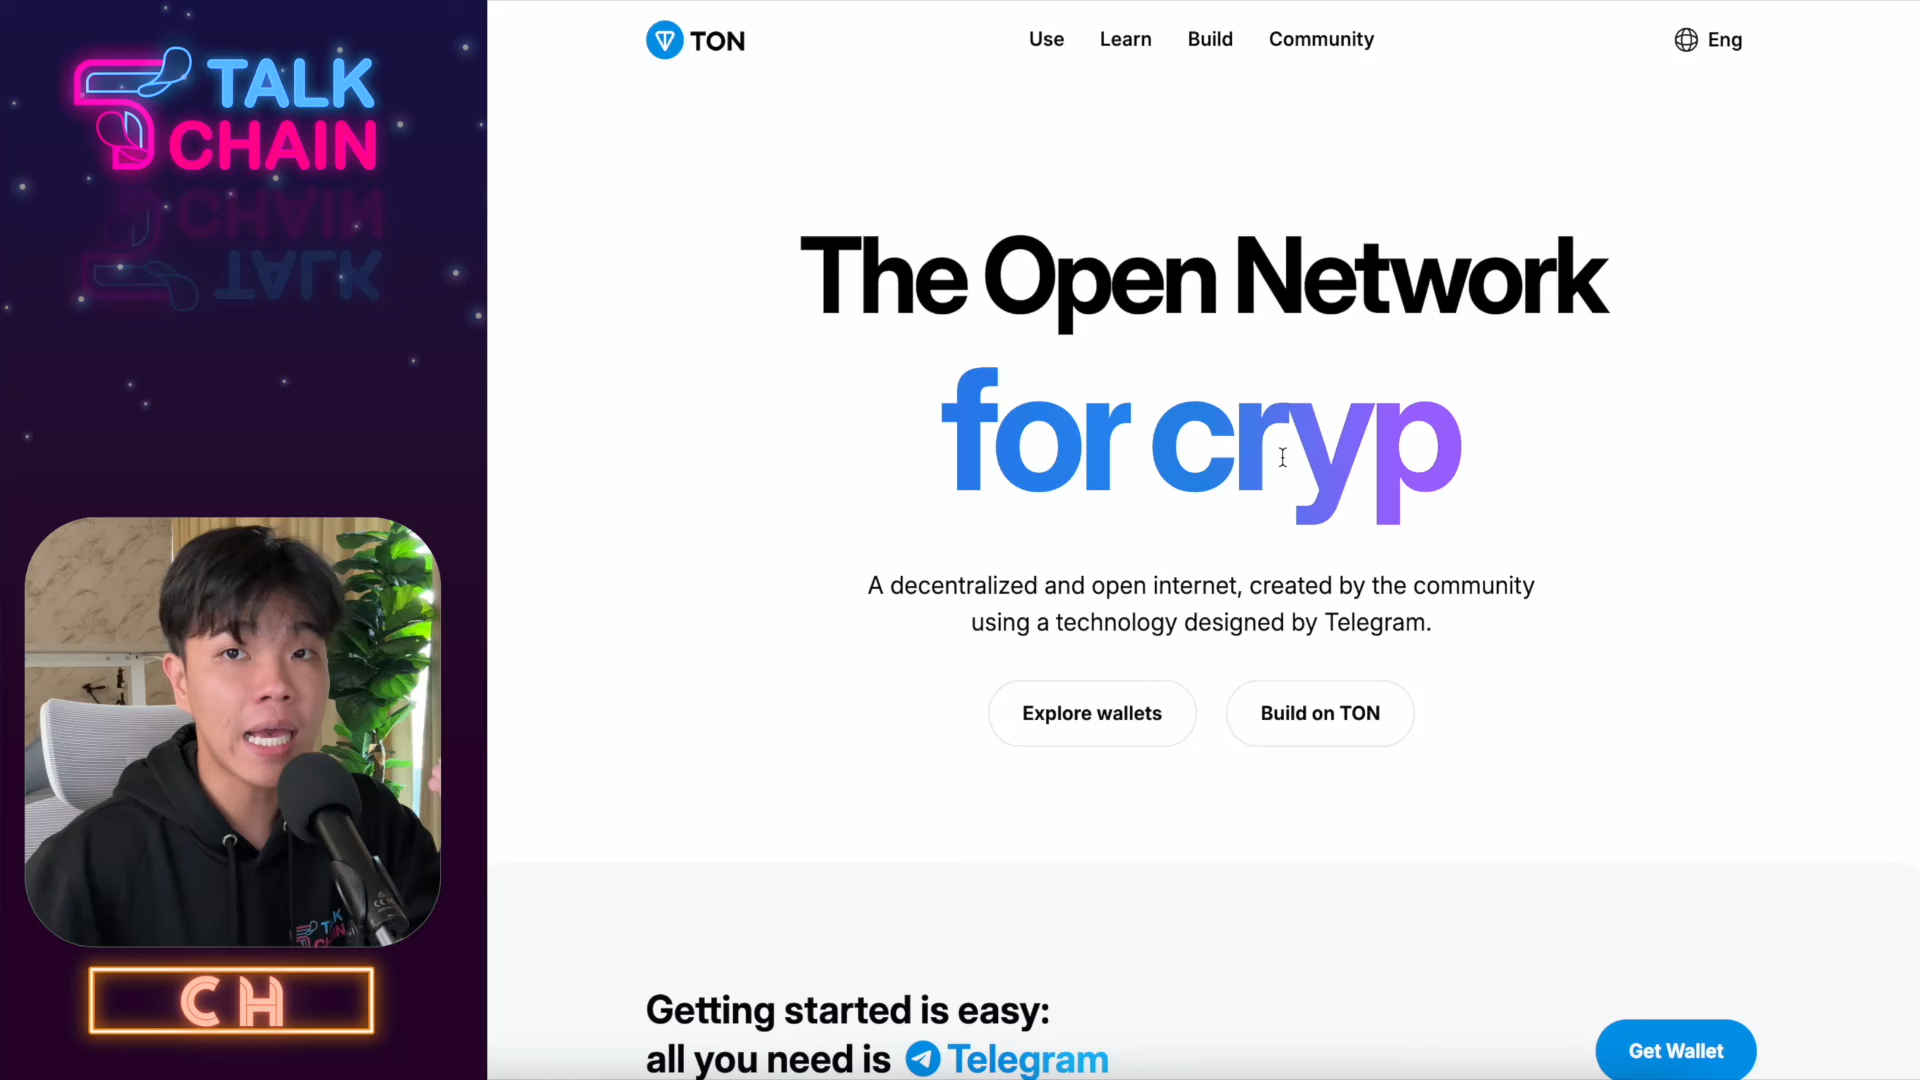 TALK
CHAIN
TON
Use
Learn
Build
Community
Eng
The Open Network
for cryp
A decentralized and open internet, created by the community
using a technology designed by Telegram.
Explore wallets
Build on TON
CH
Getting started is easy:
all you need is Telegram
Get Wallet